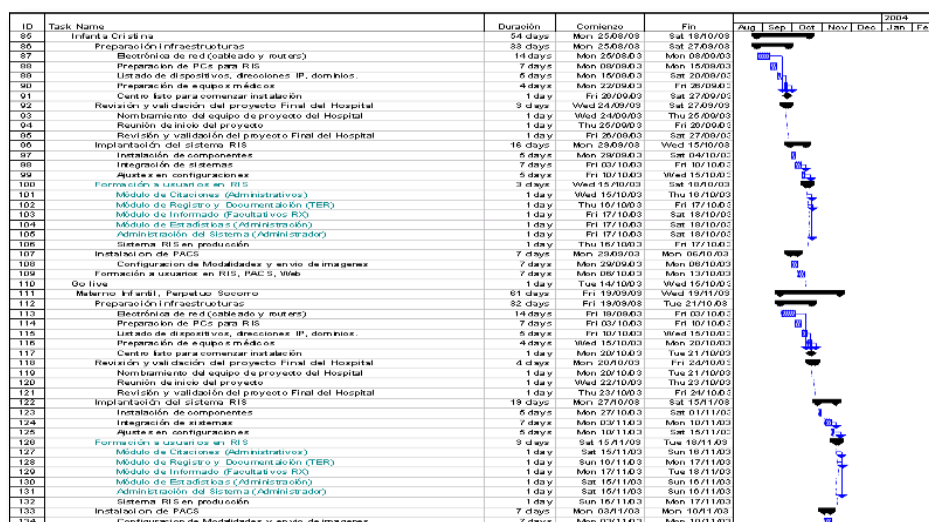 2004
ID Task Name Duración Comienzo Fin Aug Sep Oct Nov Dec Jan Fe
85 Infanta Cristina 54 days Mon 25/08/03 Sat 18/10/03
86 Preparación infraestructuras 33 days Mon 25/08/03 Sat 27/09/03
87 Electrónica de red (cableado y routers) 14 days Mon 25/08/03 Mon 08/09/03
88 Preparacion de PCs para RIS 7 days Mon 08/09/03 Mon 15/09/03
89 Listado de dispositivos, direcciones IP, dominios. 5 days Mon 15/09/03 Sat 20/09/03
90 Preparación de equipos médicos 4 days Mon 22/09/03 Fri 26/09/03
91 Centro listo para comenzar instalación 1 day Fri 26/09/03 Sat 27/09/03
92 Revisión y validación del proyecto Final del Hospital 3 days Wed 24/09/03 Sat 27/09/03
93 Nombramiento del equipo de proyecto del Hospital 1 day Wed 24/09/03 Thu 25/09/03
94 Reunión de inicio del proyecto 1 day Thu 25/09/03 Fri 26/09/03
95 Revisión y validación del proyecto Final del Hospital 1 day Fri 26/09/03 Sat 27/09/03
96 Implantación del sistema RIS 16 days Mon 29/09/03 Wed 15/10/03
97 Instalación de componentes 5 days Mon 29/09/03 Sat 04/10/03
98 Integración de sistemas 7 days Fri 03/10/03 Fri 10/10/03
99 Ajustes en configuraciones 5 days Fri 10/10/03 Wed 15/10/03
100 Formación a usuarios en RIS 3 days Wed 15/10/03 Sat 18/10/03
101 Módulo de Citaciones (Administrativos) 1 day Wed 15/10/03 Thu 16/10/03
102 Módulo de Registro y Documentación (TER) 1 day Thu 16/10/03 Fri 17/10/03
103 Módulo de Informado (Facultativos RX) 1 day Fri 17/10/03 Sat 18/10/03
104 Módulo de Estadísticas (Administración) 1 day Fri 17/10/03 Sat 18/10/03
105 Administración del Sistema (Administrador) 1 day Fri 17/10/03 Sat 18/10/03
106 Sistema RIS en producción 1 day Thu 16/10/03 Fri 17/10/03
107 Instalacion de PACS 7 days Mon 29/09/03 Mon 06/10/03
108 Configuracion de Modalidades y envio de imagenes 7 days Mon 29/09/03 Mon 06/10/03
109 Formación a usuarios en RIS, PACS, Web 7 days Mon 06/10/03 Mon 13/10/03
110 Go live 1 day Tue 14/10/03 Wed 15/10/03
111 Materno Infantil, Perpetuo Socorro 61 days Fri 19/09/03 Wed 19/11/03
112 Preparación infraestructuras 32 days Fri 19/09/03 Tue 21/10/03
113 Electrónica de red (cableado y routers) 14 days Fri 19/09/03 Fri 03/10/03
114 Preparacion de PCs para RIS 7 days Fri 03/10/03 Fri 10/10/03
115 Listado de dispositivos, direcciones IP, dominios. 5 days Fri 10/10/03 Wed 15/10/03
116 Preparación de equipos médicos 4 days Wed 15/10/03 Mon 20/10/03
117 Centro listo para comenzar instalación 1 day Mon 20/10/03 Tue 21/10/03
118 Revisión y validación del proyecto Final del Hospital 4 days Mon 20/10/03 Fri 24/10/03
119 Nombramiento del equipo de proyecto del Hospital 1 day Mon 20/10/03 Tue 21/10/03
120 Reunión de inicio del proyecto 1 day Wed 22/10/03 Thu 23/10/03
121 Revisión y validación del proyecto Final del Hospital 1 day Thu 23/10/03 Fri 24/10/03
122 Implantación del sistema RIS 19 days Mon 27/10/03 Sat 15/11/03
123 Instalación de componentes 5 days Mon 27/10/03 Sat 01/11/03
124 Integración de sistemas 7 days Mon 03/11/03 Mon 10/11/03
125 Ajustes en configuraciones 5 days Mon 10/11/03 Sat 15/11/03
126 Formación a usuarios en RIS 3 days Sat 15/11/03 Tue 18/11/03
127 Módulo de Citaciones (Administrativos) 1 day Sat 15/11/03 Sun 16/11/03
128 Módulo de Registro y Documentación (TER) 1 day Sun 16/11/03 Mon 17/11/03
129 Módulo de Informado (Facultativos RX) 1 day Mon 17/11/03 Tue 18/11/03
130 Módulo de Estadísticas (Administración) 1 day Sat 15/11/03 Sun 16/11/03
131 Administración del Sistema (Administrador) 1 day Sat 15/11/03 Sun 16/11/03
132 Sistema RIS en producción 1 day Sun 16/11/03 Mon 17/11/03
133 Instalacion de PACS 7 days Mon 03/11/03 Mon 10/11/03
134 Configuracion de Modalidades y envio de imagenes 7 days Mon 03/11/03 Mon 10/11/03